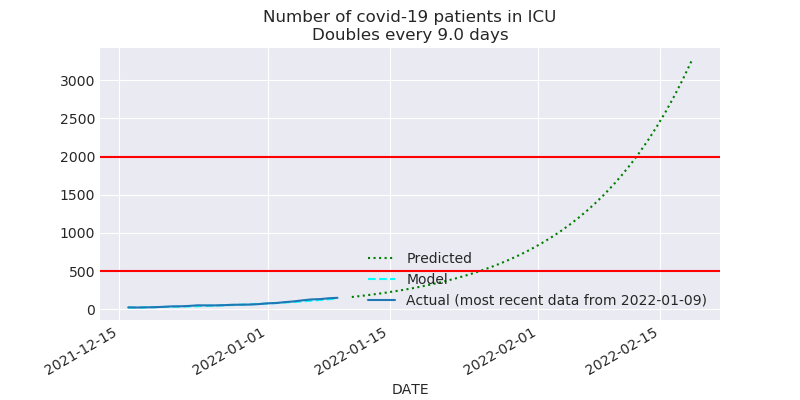 Number of covid-19 patients in ICU
Doubles every 9.0 days
3000
2500
2000
1500
1000
500
0
Predicted
Model
Actual (most recent data from 2022-01-09)
2021-12-15
2022-01-01
2022-01-15
2022-02-01
2022-02-15
DATE